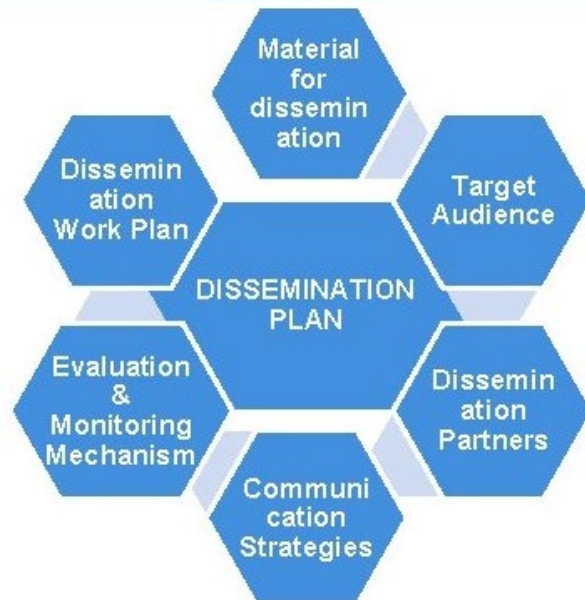 Material
for
dissemin
ation
Target
Audience
Dissemin
ation
Partners
Communi
cation
Strategies
Evaluation
&
Monitoring
Mechanism
Dissemin
ation
Work Plan
DISSEMINATION
PLAN